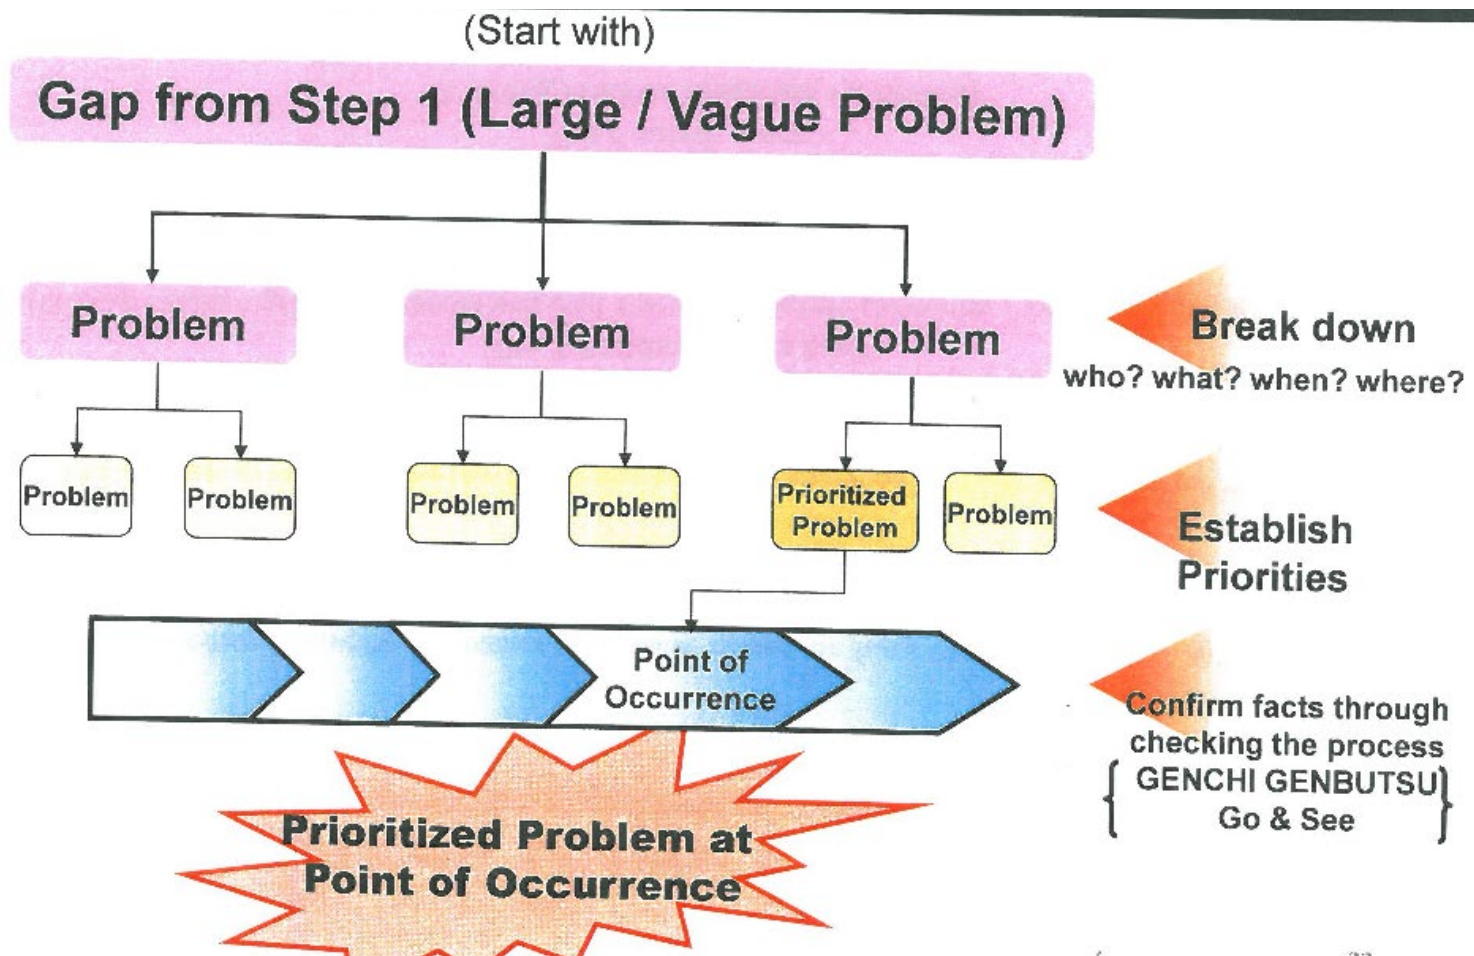 (Start with)
Gap from Step 1 (Large / Vague Problem)
Problem
Problem
Problem
Break down
who? what? when? where?
Problem
Problem
Problem
Problem
Prioritized
Problem
Problem
Establish
Priorities
Point of
Occurrence
Confirm facts through
checking the process
{ GENCHI GENBUTSU }
Go & See
Prioritized Problem at
Point of Occurrence